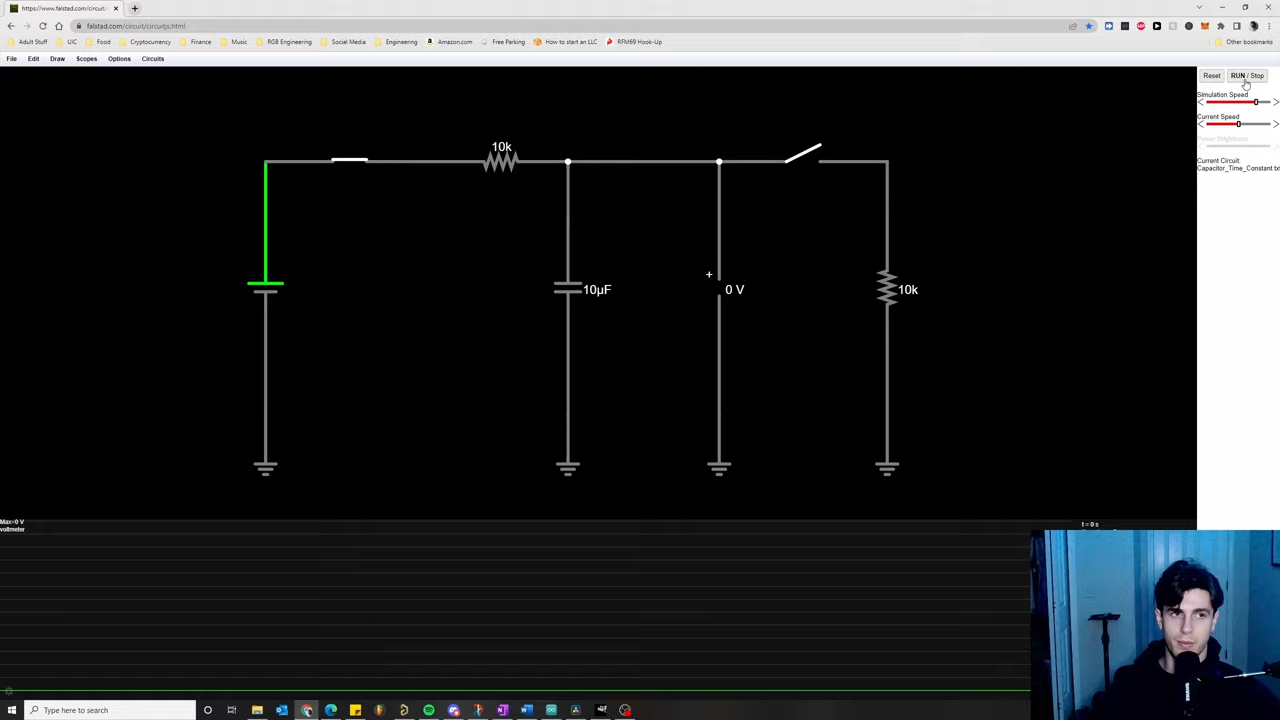 https://www.falstad.com/circuit/
falstad.com/circuit/circuitjs.html
Adult Stuff UIC Food Cryptocurrency Finance Music RGB Engineering Social Media Engineering Amazon.com Free Parking How to start an LLC RFM69 Hook-Up Other bookmarks
File Edit Draw Scopes Options Circuits
Reset RUN / Stop
Simulation Speed
Current Speed
Power Brightness
Current Circuit:
Capacitor_Time_Constant.txt
10k
+
10µF
0 V
10k
Max=0 V
voltmeter
t = 0 s
Type here to search